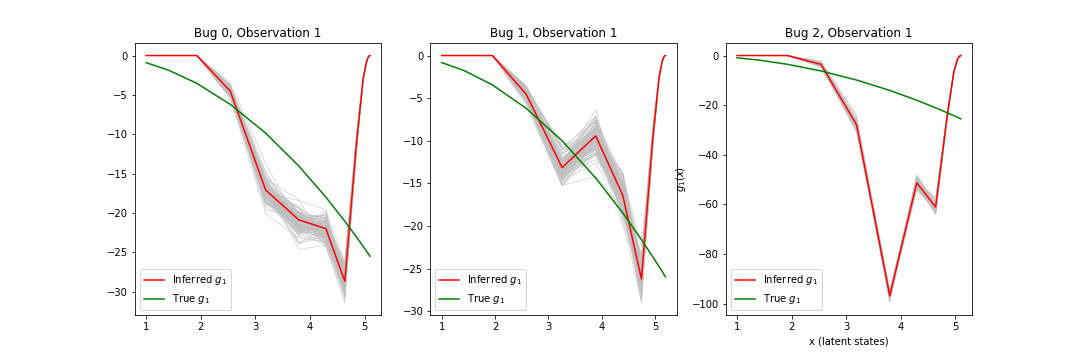 Bug 0, Observation 1
0
−5
−10
−15
−20
−25
−30
1 2 3 4 5
Inferred g₁
True g₁
Bug 1, Observation 1
0
−5
−10
−15
−20
−25
−30
1 2 3 4 5
Inferred g₁
True g₁
Bug 2, Observation 1
g₁(x)
0
−20
−40
−60
−80
−100
1 2 3 4 5
x (latent states)
Inferred g₁
True g₁